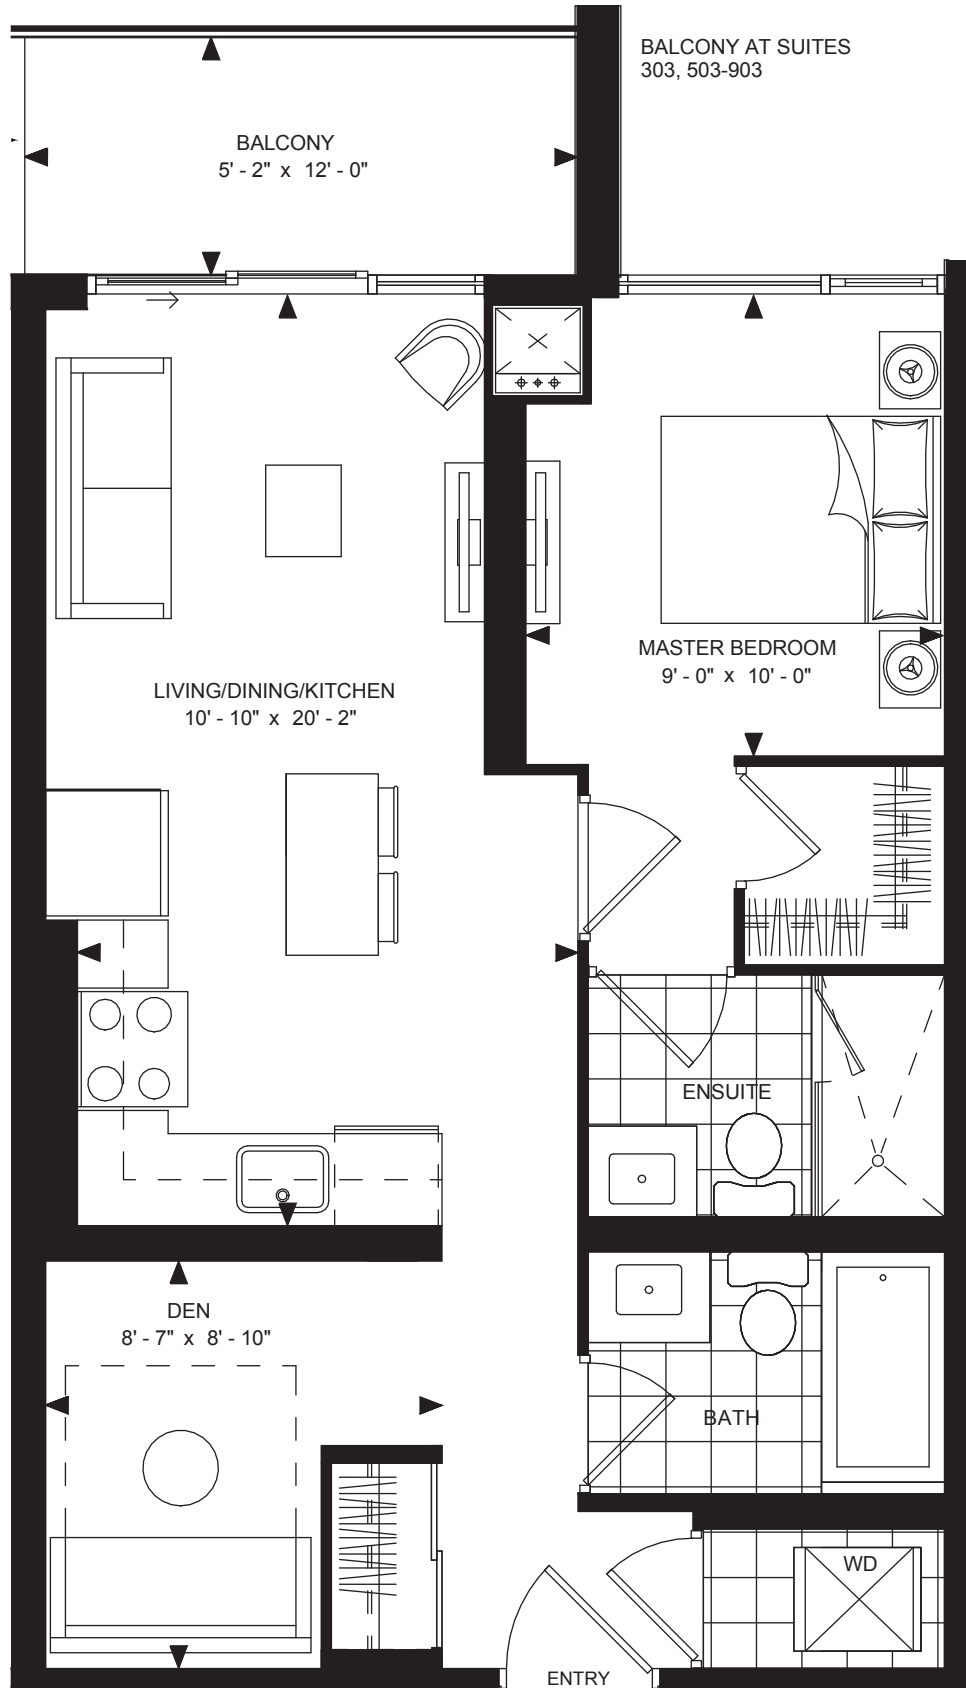 BALCONY AT SUITES
303, 503-903
BALCONY
5' - 2" x 12' - 0"
MASTER BEDROOM
9' - 0" x 10' - 0"
LIVING/DINING/KITCHEN
10' - 10" x 20' - 2"
ENSUITE
DEN
8' - 7" x 8' - 10"
BATH
WD
ENTRY